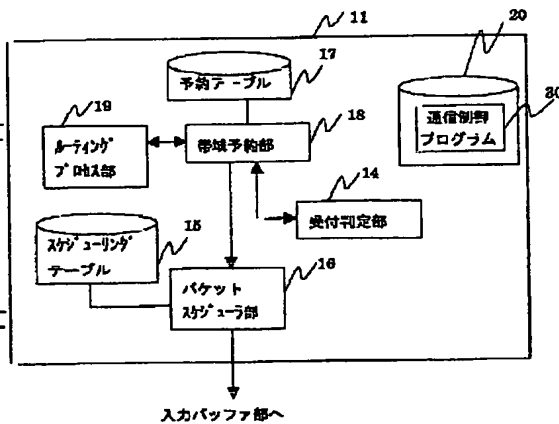 11
20
17
予約テーブル
30
19
18
通信制御
プログラム
ルーティング
プロセス部
帯域予約部
14
受付判定部
15
スケジューリング
テーブル
16
パケット
スケジューラ部
入力バッファ部へ